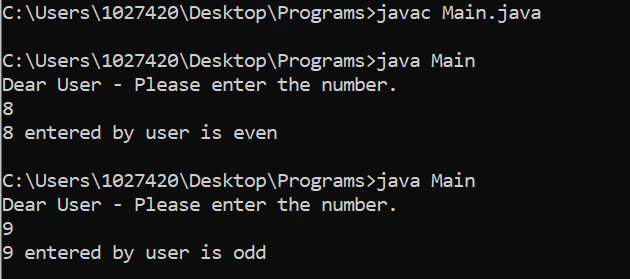 C:\Users\1027420\Desktop\Programs>javac Main.java
C:\Users\1027420\Desktop\Programs>java Main
Dear User - Please enter the number.
8
8 entered by user is even
C:\Users\1027420\Desktop\Programs>java Main
Dear User - Please enter the number.
9
9 entered by user is odd